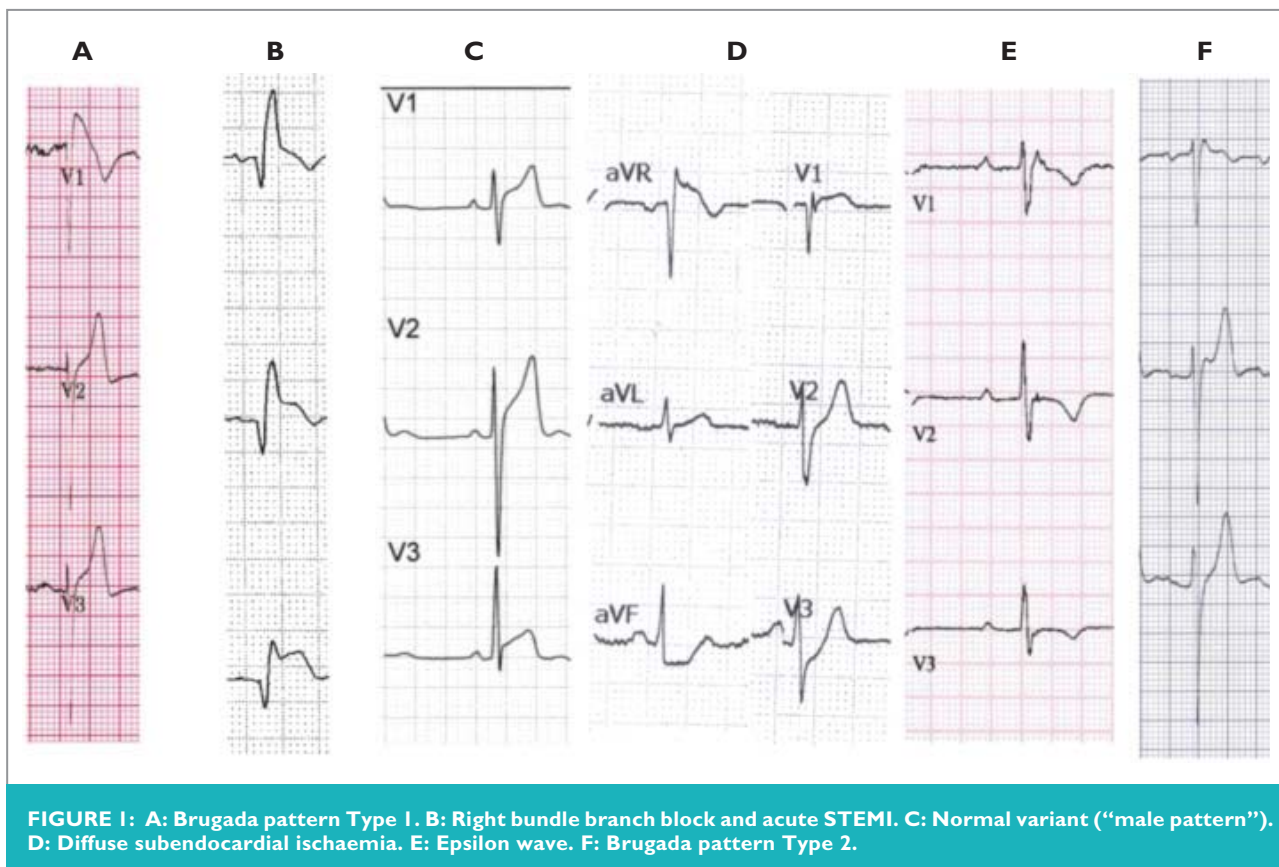 A B C D E F
V1
V2
V3
V1
V2
V3
aVR V1
aVL V2
aVF V3
V1
V2
V3
FIGURE 1: A: Brugada pattern Type 1. B: Right bundle branch block and acute STEMI. C: Normal variant (“male pattern”).
D: Diffuse subendocardial ischaemia. E: Epsilon wave. F: Brugada pattern Type 2.